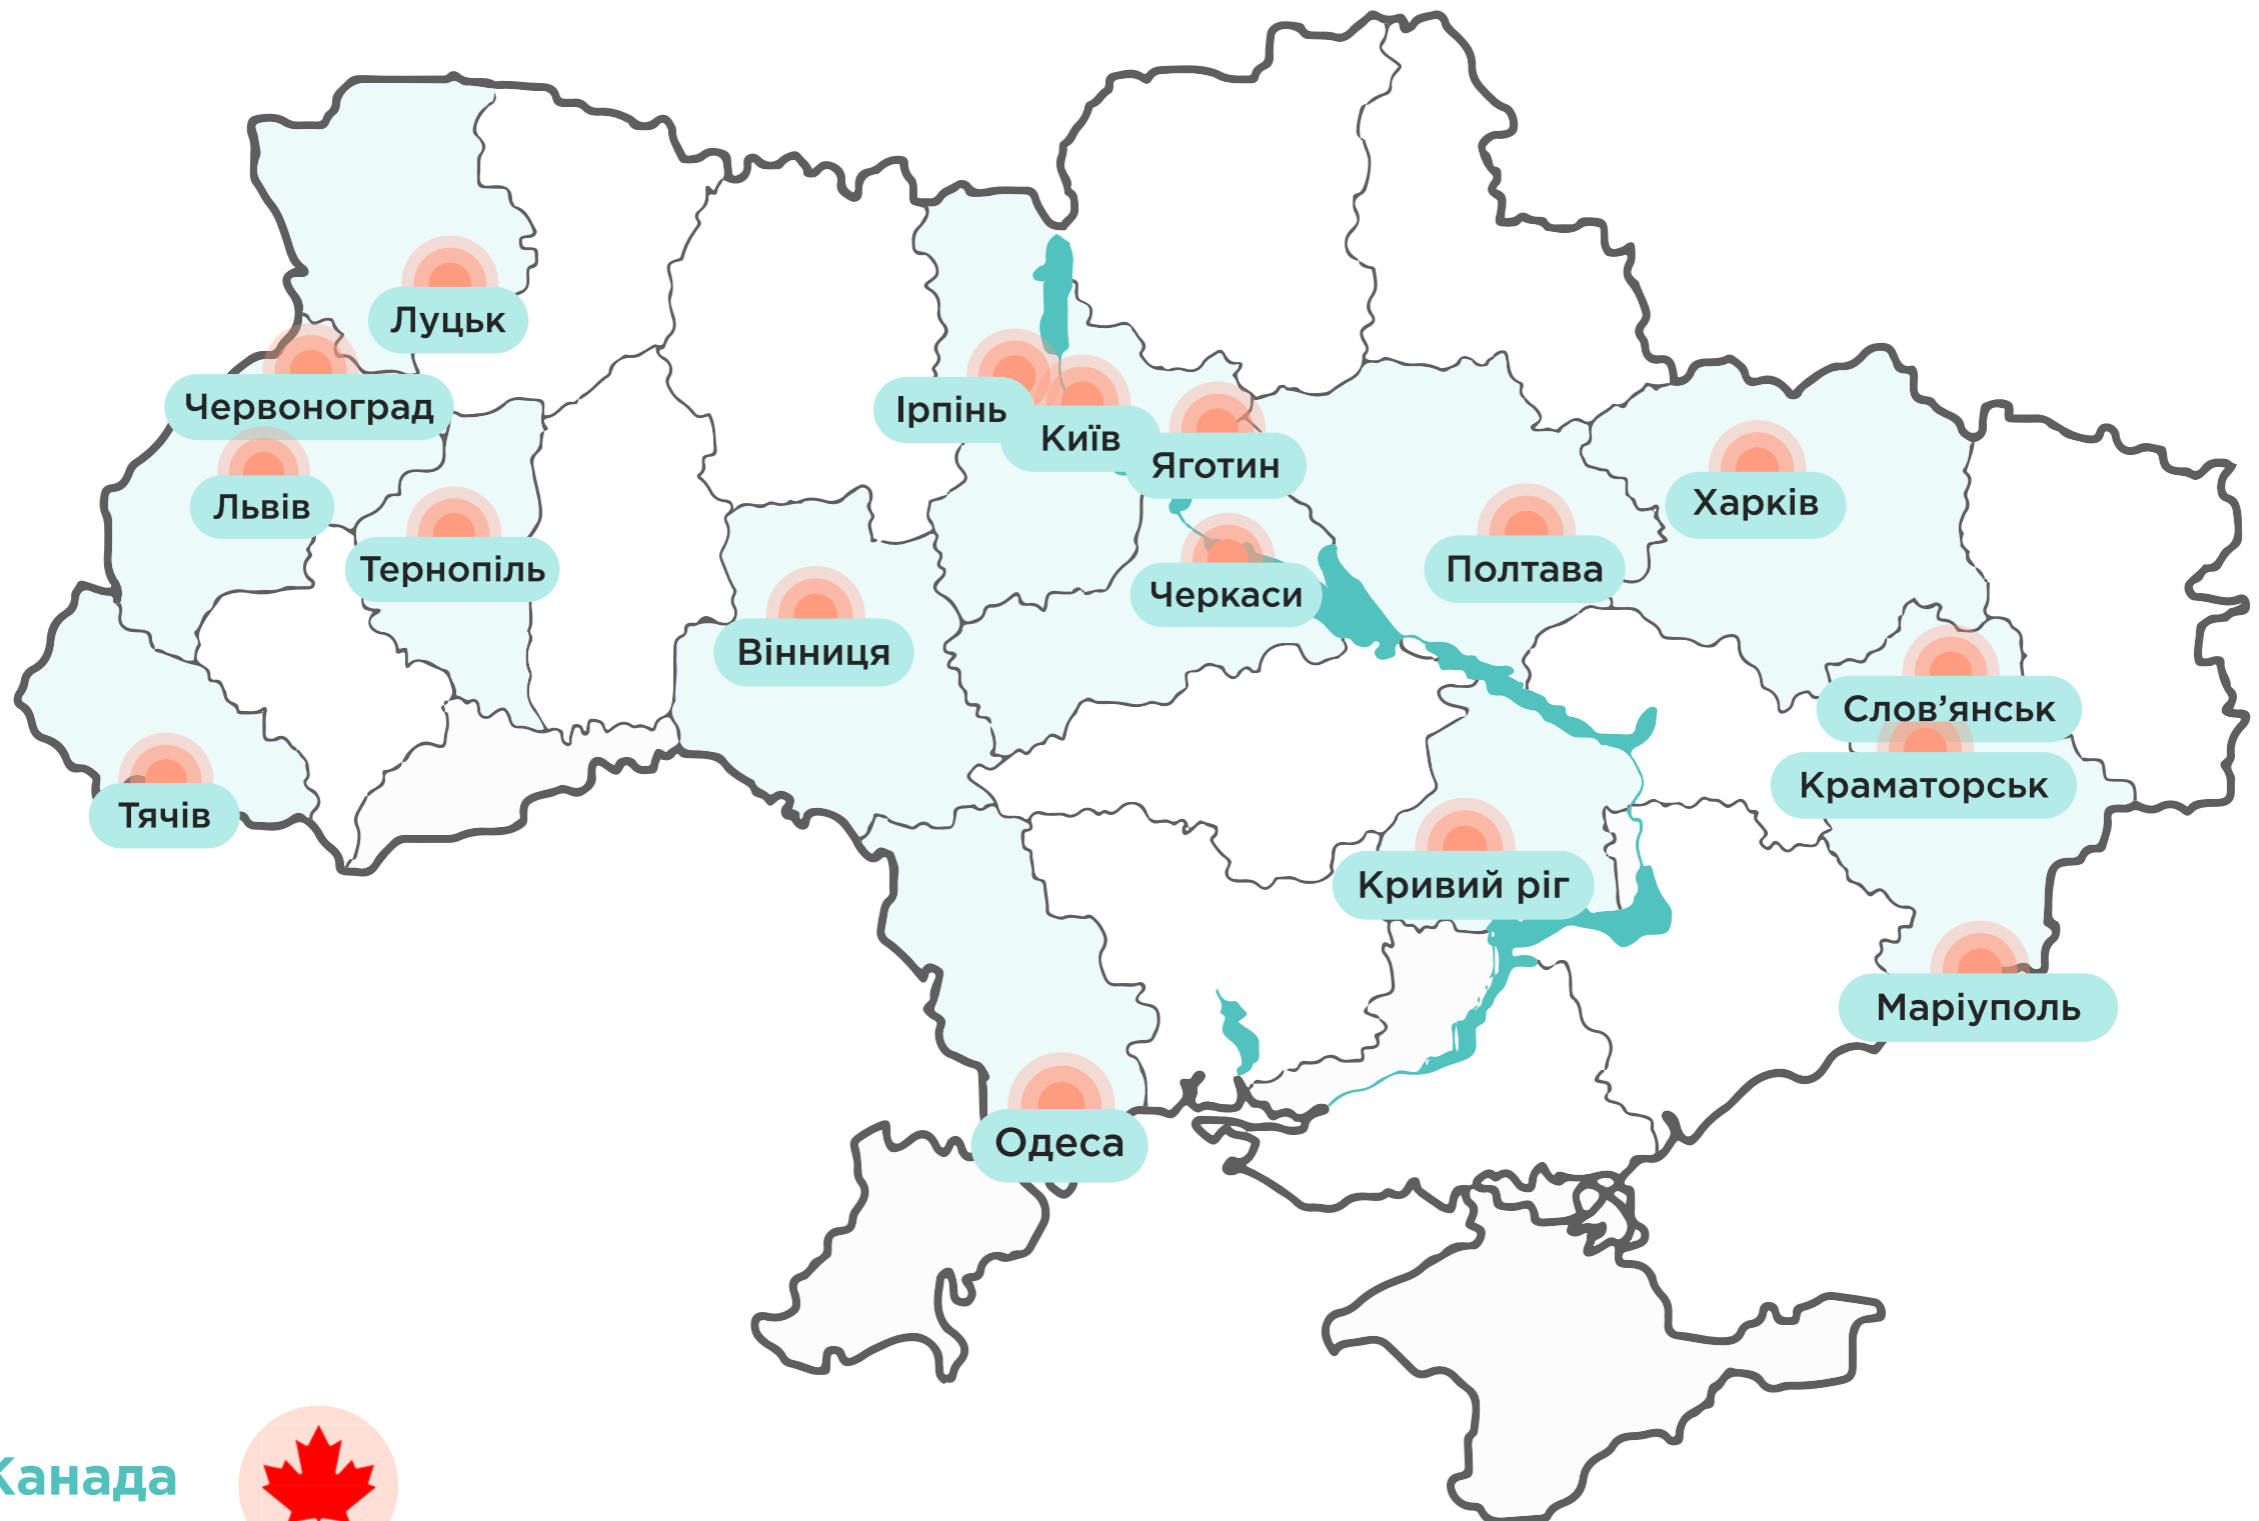 Луцьк
Червоноград
Ірпінь
Київ
Яготин
Львів
Харків
Тернопіль
Полтава
Черкаси
Вінниця
Слов’янськ
Краматорськ
Тячів
Кривий ріг
Маріуполь
Одеса
Канада